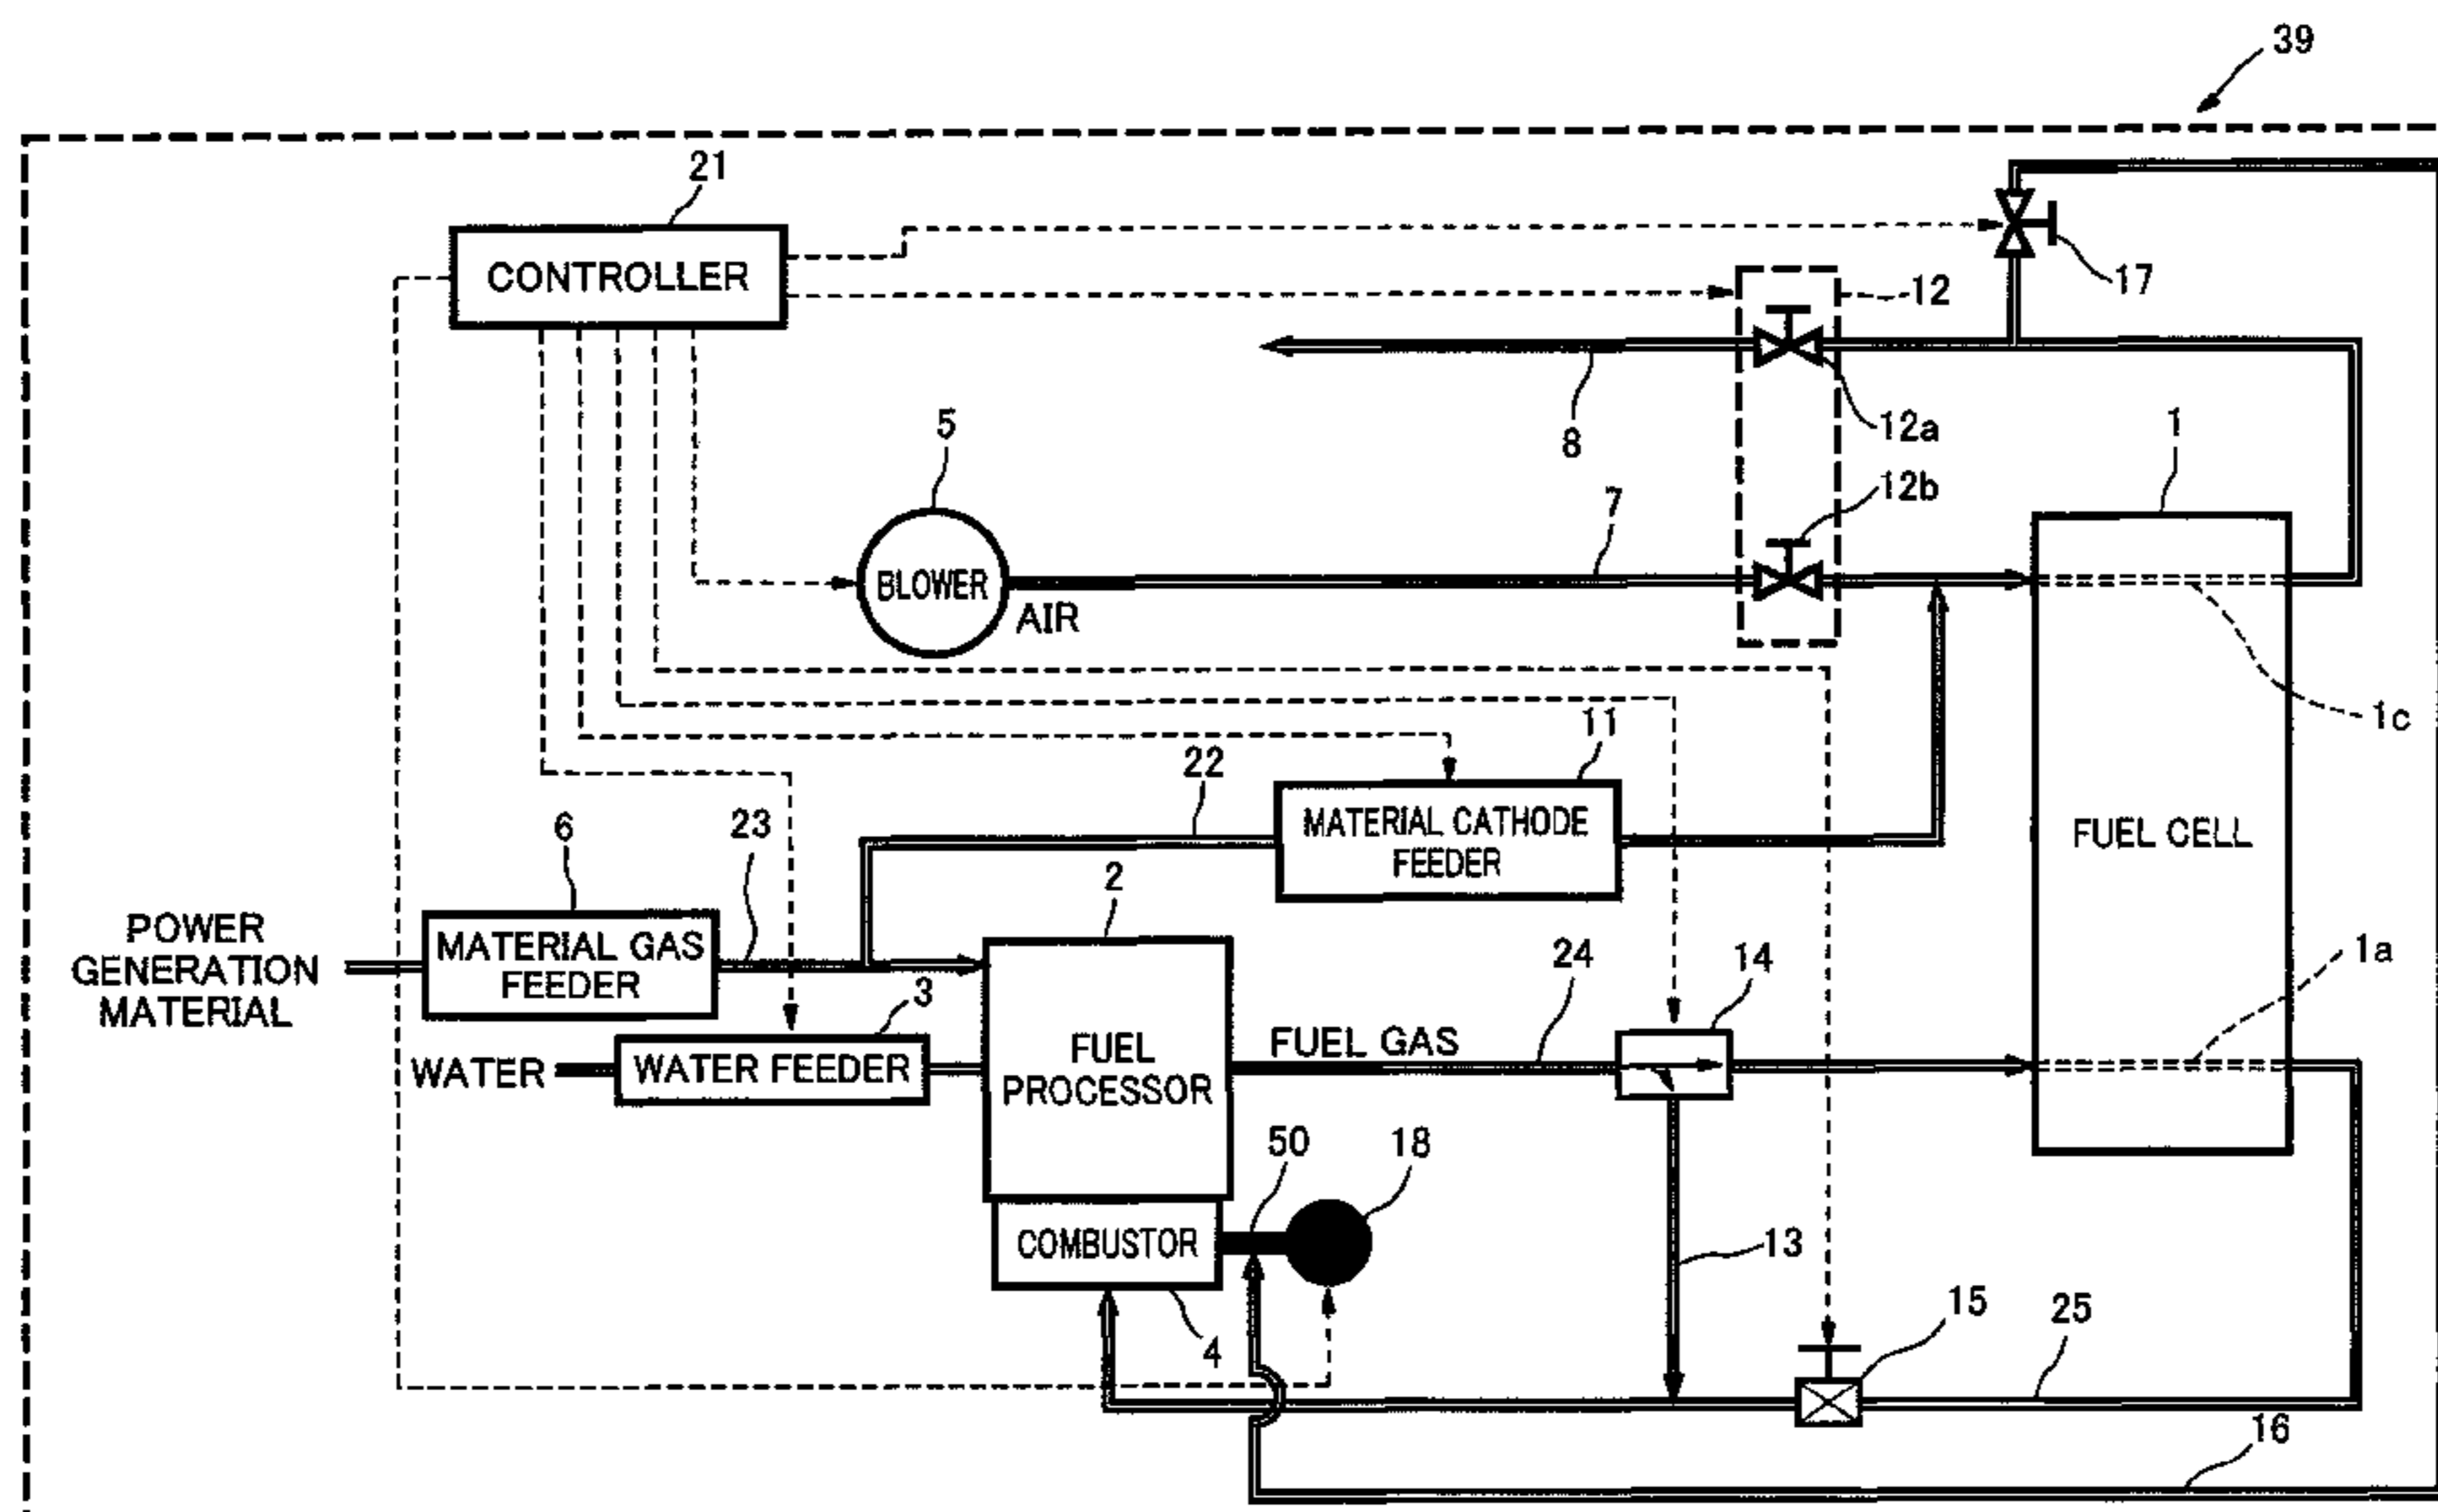 39
21
CONTROLLER
17
12
8
12a
5
1
7
12b
BLOWER
AIR
1c
11
22
MATERIAL CATHODE
FEEDER
FUEL CELL
6
23
2
POWER
GENERATION
MATERIAL
MATERIAL GAS
FEEDER
3
24
14
1a
WATER
WATER FEEDER
FUEL
PROCESSOR
FUEL GAS
50
18
COMBUSTOR
13
4
15
25
16